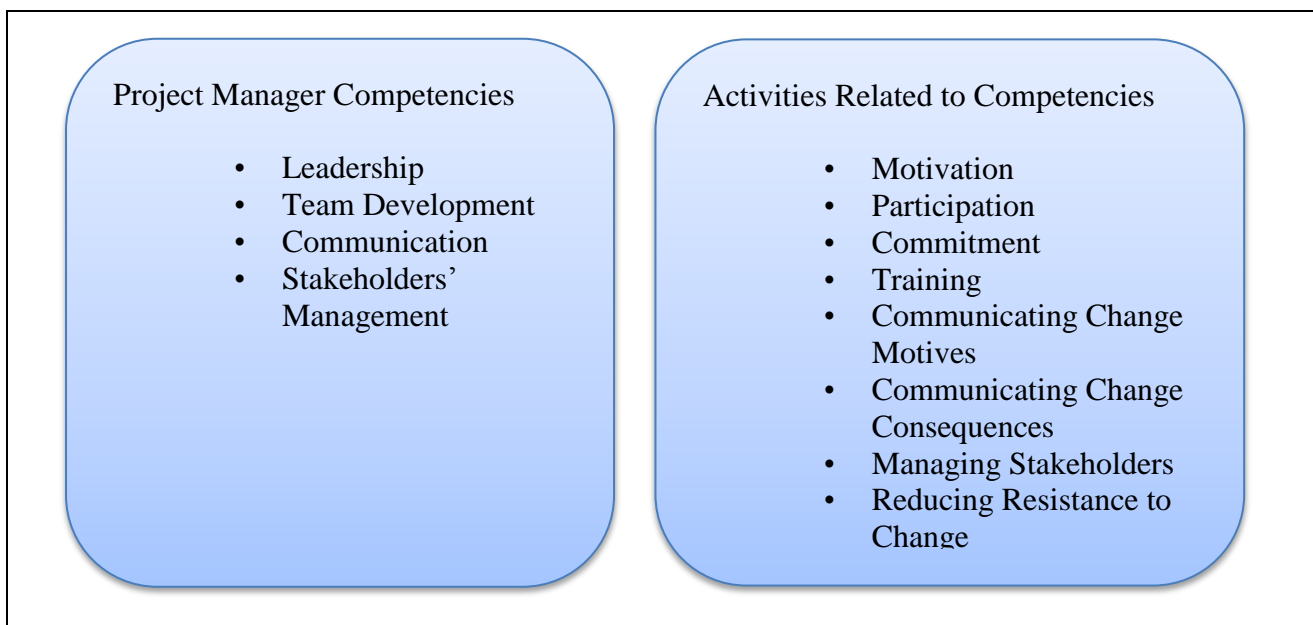 Project Manager Competencies
• Leadership
• Team Development
• Communication
• Stakeholders’
Management
Activities Related to Competencies
• Motivation
• Participation
• Commitment
• Training
• Communicating Change
Motives
• Communicating Change
Consequences
• Managing Stakeholders
• Reducing Resistance to
Change